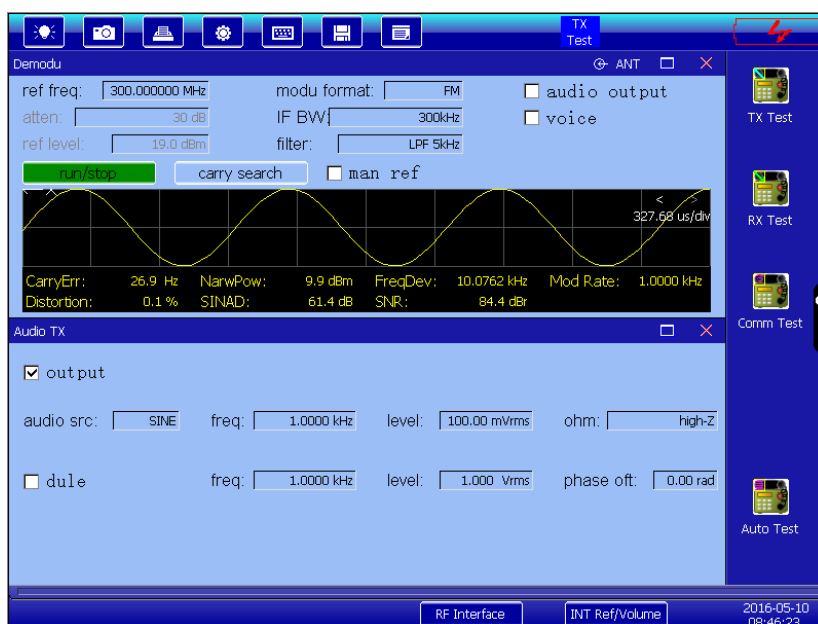 TX
Test
Demodu ANT
ref freq: 300.000000 MHz modu format: FM audio output
atten: 30 dB IF BW: 300kHz voice
ref level: 19.0 dBm filter: LPF 5kHz
run/stop carry search man ref
< >
327.68 us/div
CarryErr: 26.9 Hz NarwPow: 9.9 dBm FreqDev: 10.0762 kHz Mod Rate: 1.0000 kHz
Distortion: 0.1 % SINAD: 61.4 dB SNR: 84.4 dBr
Audio TX
output
audio src: SINE freq: 1.0000 kHz level: 100.00 mVrms ohm: high-Z
dule freq: 1.0000 kHz level: 1.000 Vrms phase oft: 0.00 rad
TX Test
RX Test
Comm Test
Auto Test
RF Interface INT Ref/Volume 2016-05-10
08:46:23